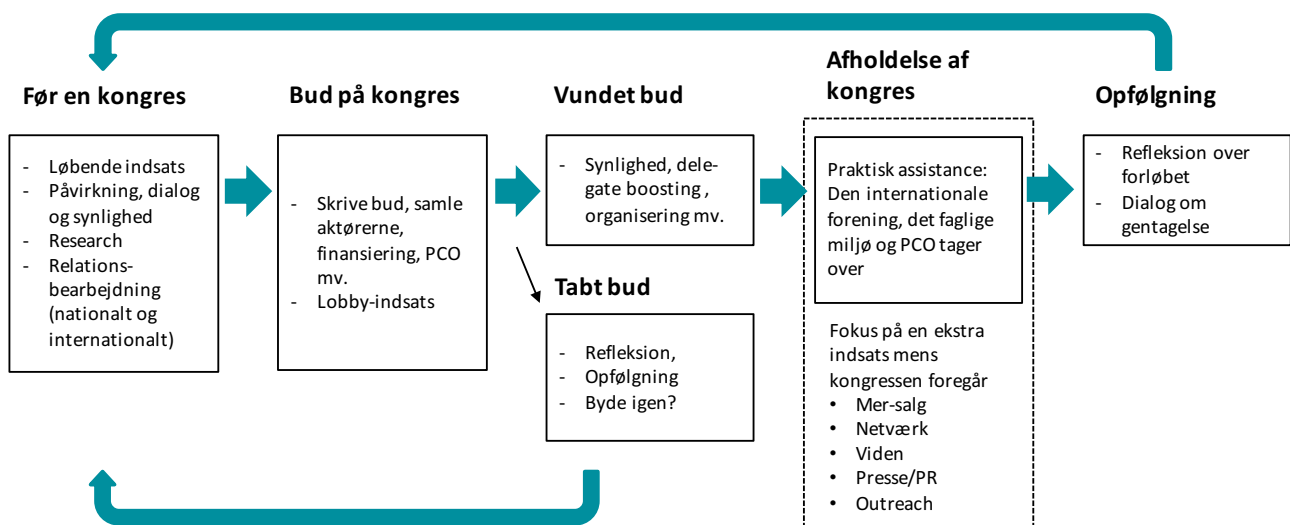 Før en kongres
- Løbende indsats
- Påvirkning, dialog
og synlighed
- Research
- Relations-
bearbejdning
(nationalt og
internationalt)
Bud på kongres
- Skrive bud, samle
aktørerne,
finansiering, PCO
mv.
- Lobby-indsats
Vundet bud
- Synlighed, dele-
gate boosting ,
organisering mv.
Tabt bud
- Refleksion,
- Opfølgning
- Byde igen?
Afholdelse af
kongres
Praktisk assistance:
Den internationale
forening, det faglige
miljø og PCO tager
over
Fokus på en ekstra
indsats mens
kongressen foregår
• Mer-salg
• Netværk
• Viden
• Presse/PR
• Outreach
Opfølgning
- Refleksion over
forløbet
- Dialog om
gentagelse